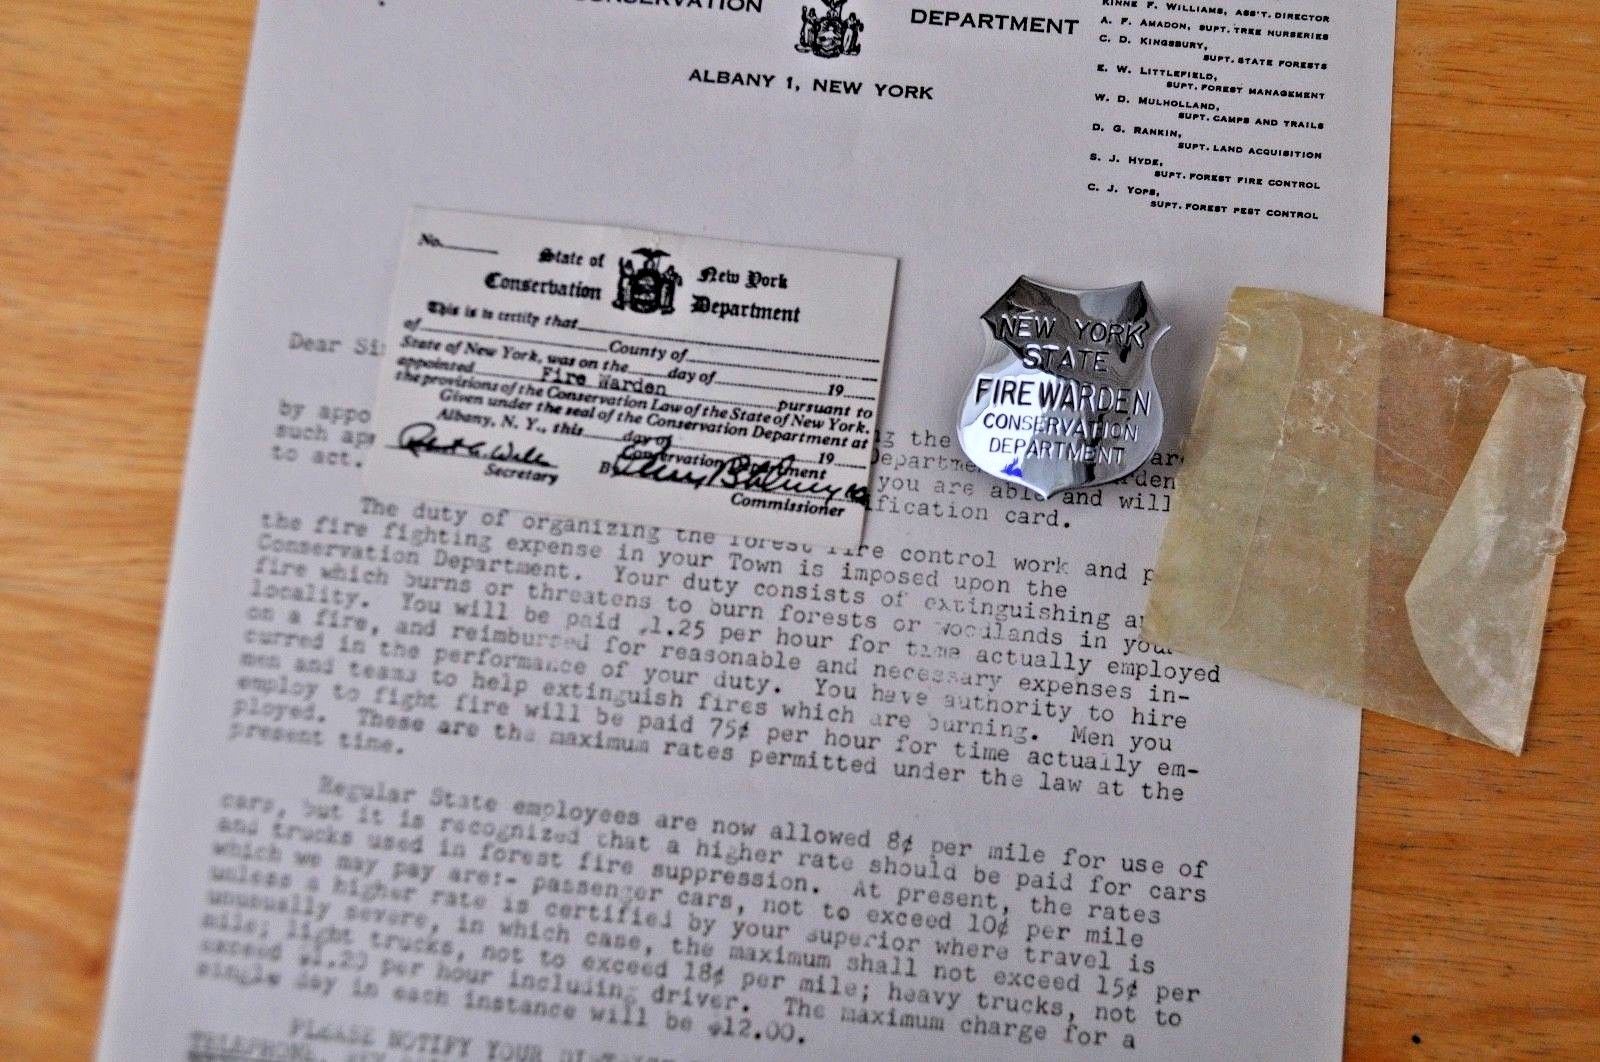 CONSERVATION DEPARTMENT
ALBANY 1, NEW YORK
KINNE F. WILLIAMS, ASS'T. DIRECTOR
A. F. AMADON, SUPT. TREE NURSERIES
C. D. KINGSBURY,
SUPT. STATE FORESTS
E. W. LITTLEFIELD,
SUPT. FOREST MANAGEMENT
W. D. MULHOLLAND,
SUPT. CAMPS AND TRAILS
D. G. RANKIN,
SUPT. LAND ACQUISITION
S. J. HYDE,
SUPT. FOREST FIRE CONTROL
C. J. YOPS,
SUPT. FOREST PEST CONTROL
No.
State of New York
Conservation Department
This is to certify that
of County of
State of New York, was on the day of 19
appointed Fire Warden pursuant to
the provisions of the Conservation Law of the State of New York.
Given under the seal of the Conservation Department at
Albany, N. Y., this day of 19
Conservation Department
Secretary By
Commissioner
NEW YORK
STATE
FIRE WARDEN
CONSERVATION
DEPARTMENT
Dear
by the
such
to act. you are able and will
card.
The duty of organizing the forest fire control work and
the fire fighting expense in your Town is imposed upon the
Conservation Department. Your duty consists of extinguishing
fire which burns or threatens to burn forests or woodlands in your
locality. You will be paid $1.25 per hour for time actually employed
on a fire, and reimbursed for reasonable and necessary expenses in-
curred in the performance of your duty. You have authority to hire
men and teams to help extinguish fires which are burning. Men you
employ to fight fire will be paid 75¢ per hour for time actually em-
ployed. These are the maximum rates permitted under the law at the
present time.
Regular State employees are now allowed 8¢ per mile for use of
cars, but it is recognized that a higher rate should be paid for cars
and trucks used in forest fire suppression. At present, the rates
which we may pay are:- passenger cars, not to exceed 10¢ per mile
unless a higher rate is certified by your superior where travel is
unusually severe, in which case, the maximum shall not exceed 15¢ per
mile; light trucks, not to exceed 18¢ per mile; heavy trucks, not to
exceed per hour including driver. The maximum charge for a
single day in each instance will be $12.00.
PLEASE NOTIFY YOUR